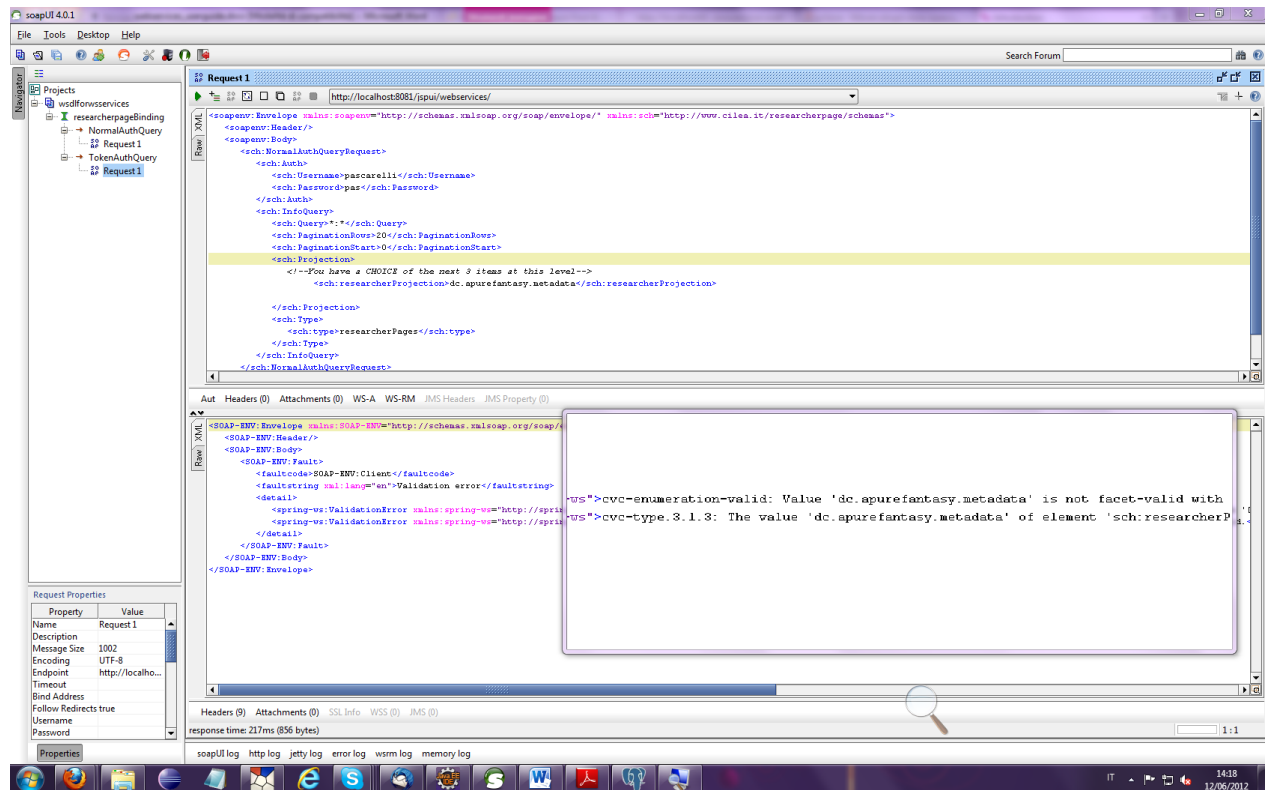 soapUI 4.0.1
File Tools Desktop Help
Search Forum
Navigator
Projects
wsdlforwsservices
researcherpageBinding
NormalAuthQuery
Request 1
TokenAuthQuery
Request 1
Request 1
http://localhost:8081/jspui/webservices/
XML
Raw
<soapenv:Envelope xmlns:soapenv="http://schemas.xmlsoap.org/soap/envelope/" xmlns:sch="http://www.cilea.it/researcherpage/schemas">
<soapenv:Header/>
<soapenv:Body>
<sch:NormalAuthQueryRequest>
<sch:Auth>
<sch:Username>pascarelli</sch:Username>
<sch:Password>pas</sch:Password>
</sch:Auth>
<sch:InfoQuery>
<sch:Query>*:*</sch:Query>
<sch:PaginationRows>20</sch:PaginationRows>
<sch:PaginationStart>0</sch:PaginationStart>
<sch:Projection>
<!--You have a CHOICE of the next 3 items at this level-->
<sch:researcherProjection>dc.apurefantasy.metadata</sch:researcherProjection>
</sch:Projection>
<sch:Type>
<sch:type>researcherPages</sch:type>
</sch:Type>
</sch:InfoQuery>
</sch:NormalAuthQueryRequest>
Aut Headers (0) Attachments (0) WS-A WS-RM JMS Headers JMS Property (0)
XML
Raw
<SOAP-ENV:Envelope xmlns:SOAP-ENV="http://schemas.xmlsoap.org/soap/
<SOAP-ENV:Header/>
<SOAP-ENV:Body>
<SOAP-ENV:Fault>
<faultcode>SOAP-ENV:Client</faultcode>
<faultstring xml:lang="en">Validation error</faultstring>
<detail>
<spring-ws:ValidationError xmlns:spring-ws="http://spri
<spring-ws:ValidationError xmlns:spring-ws="http://spri
</detail>
</SOAP-ENV:Fault>
</SOAP-ENV:Body>
</SOAP-ENV:Envelope>
-ws">cvc-enumeration-valid: Value 'dc.apurefantasy.metadata' is not facet-valid with
-ws">cvc-type.3.1.3: The value 'dc.apurefantasy.metadata' of element 'sch:researcherP
Request Properties
Property Value
Name Request 1
Description
Message Size 1002
Encoding UTF-8
Endpoint http://localho...
Timeout
Bind Address
Follow Redirects true
Username
Password
Properties
Headers (9) Attachments (0) SSL Info WSS (0) JMS (0)
response time: 217ms (856 bytes)
1:1
soapUI log http log jetty log error log wsrm log memory log
IT
14:18
12/06/2012